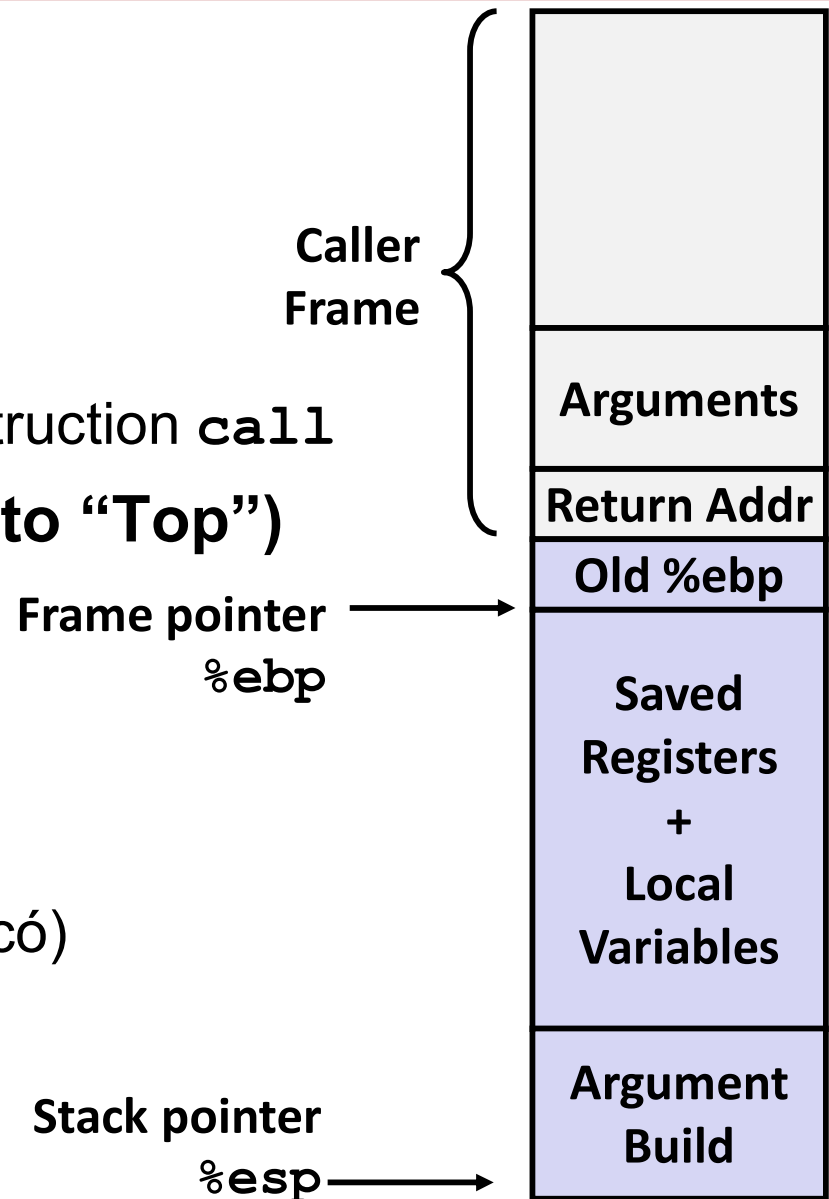 Caller
Frame
Arguments
truction call
Return Addr
to “Top”)
Old %ebp
Frame pointer
%ebp
Saved
Registers
+
Local
Variables
có)
Argument
Build
Stack pointer
%esp